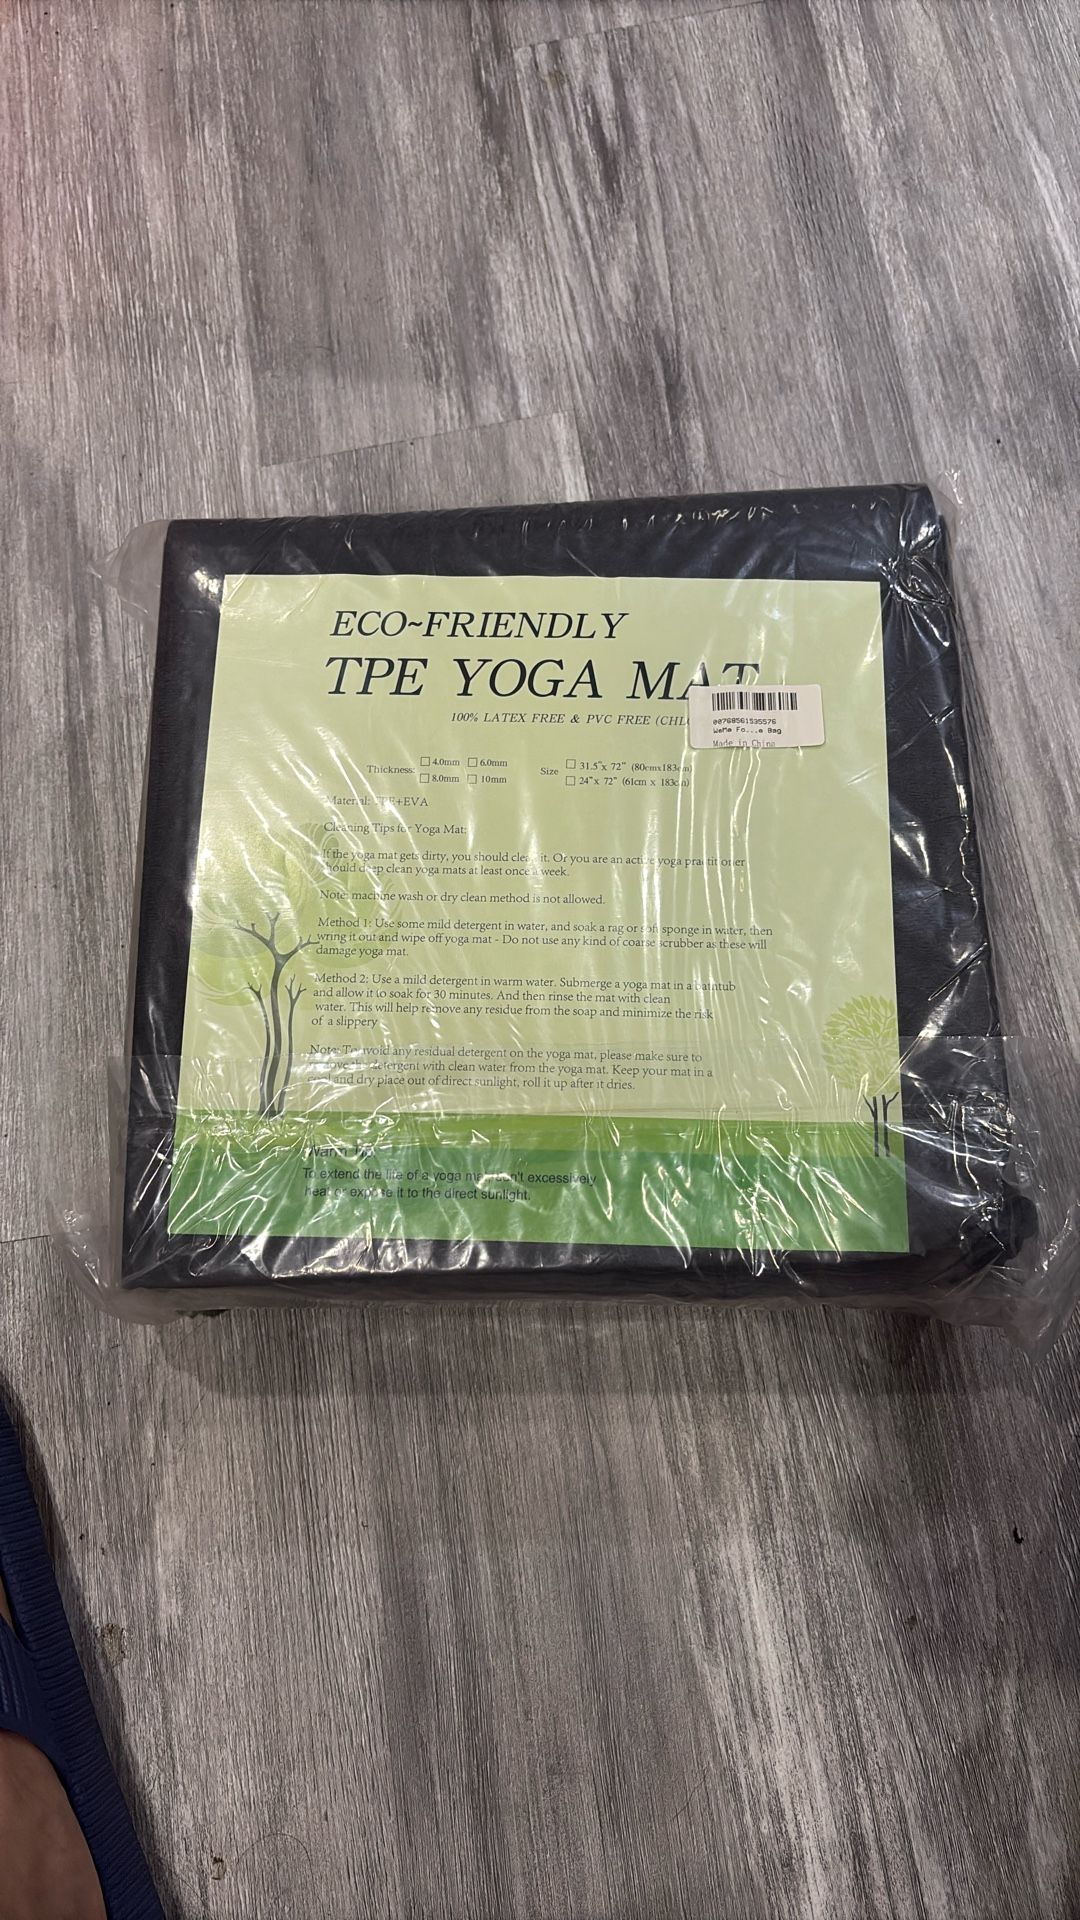 ECO~FRIENDLY
TPE YOGA MAT
100% LATEX FREE & PVC FREE
00768561535576
WeMe Fo...e Bag
Made in China
Thickness: ☐ 4.0mm ☐ 6.0mm
☐ 8.0mm ☐ 10mm
Size ☐ 31.5"x 72" (80cmx183cm)
☐ 24"x 72" (61cm x 183cm)
Material: TPE+EVA
Cleaning Tips for Yoga Mat:
If the yoga mat gets dirty, you should clean it. Or you are an active yoga practitioner
should deep clean yoga mats at least once a week.
Note: machine wash or dry clean method is not allowed.
Method 1: Use some mild detergent in water, and soak a rag or soft sponge in water, then
wring it out and wipe off yoga mat - Do not use any kind of coarse scrubber as these will
damage yoga mat.
Method 2: Use a mild detergent in warm water. Submerge a yoga mat in a bathtub
and allow it to soak for 30 minutes. And then rinse the mat with clean
water. This will help remove any residue from the soap and minimize the risk
of a slippery
Note: To avoid any residual detergent on the yoga mat, please make sure to
remove the detergent with clean water from the yoga mat. Keep your mat in a
cool and dry place out of direct sunlight, roll it up after it dries.
Warm Tip
To extend the life of a yoga mat, don't excessively
heat or expose it to the direct sunlight.